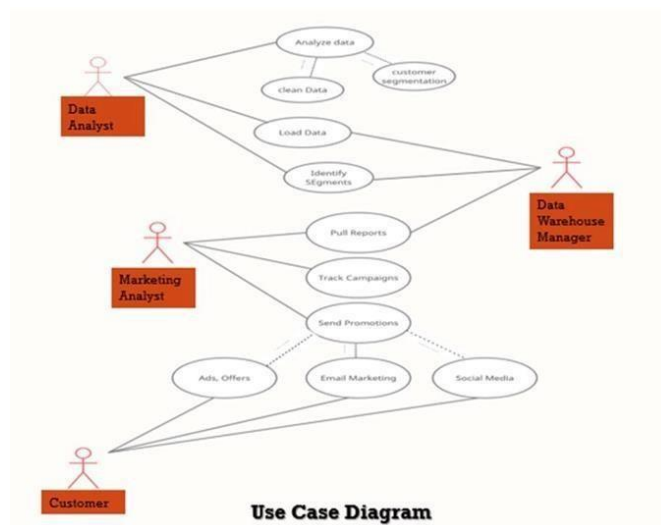 Analyze data
customer
segmentation
clean Data
Data
Analyst
Load Data
Identify
SEgments
Data
Warehouse
Manager
Pull Reports
Marketing
Analyst
Track Campaigns
Send Promotions
Ads, Offers
Email Marketing
Social Media
Customer
Use Case Diagram